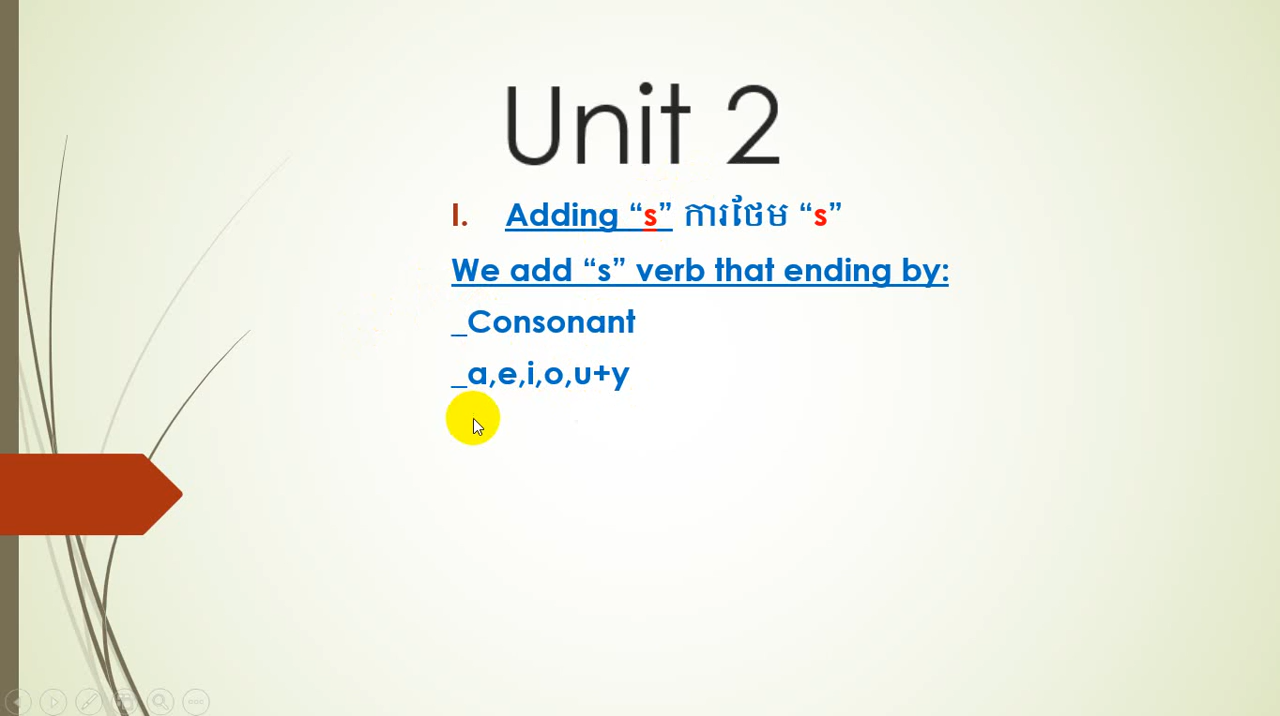 Unit 2
I. Adding “s” ការថែម “s”
We add “s” verb that ending by:
_Consonant
_a,e,i,o,u+y